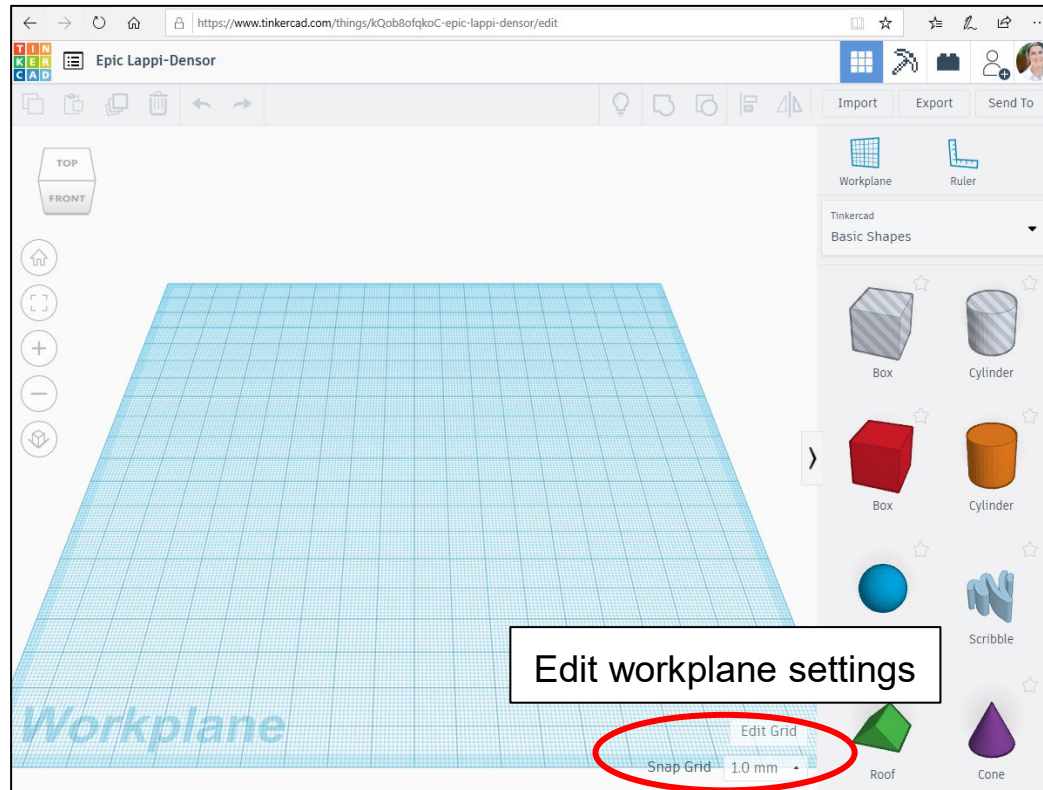 https://www.tinkercad.com/things/kQob8ofqkoC-epic-lappi-densor/edit
TIN
KER
CAD
Epic Lappi-Densor
Import Export Send To
TOP
FRONT
Workplane Ruler
Tinkercad
Basic Shapes
Box Cylinder
Box Cylinder
Scribble
Edit workplane settings
Workplane
Edit Grid
Snap Grid 1.0 mm
Roof Cone